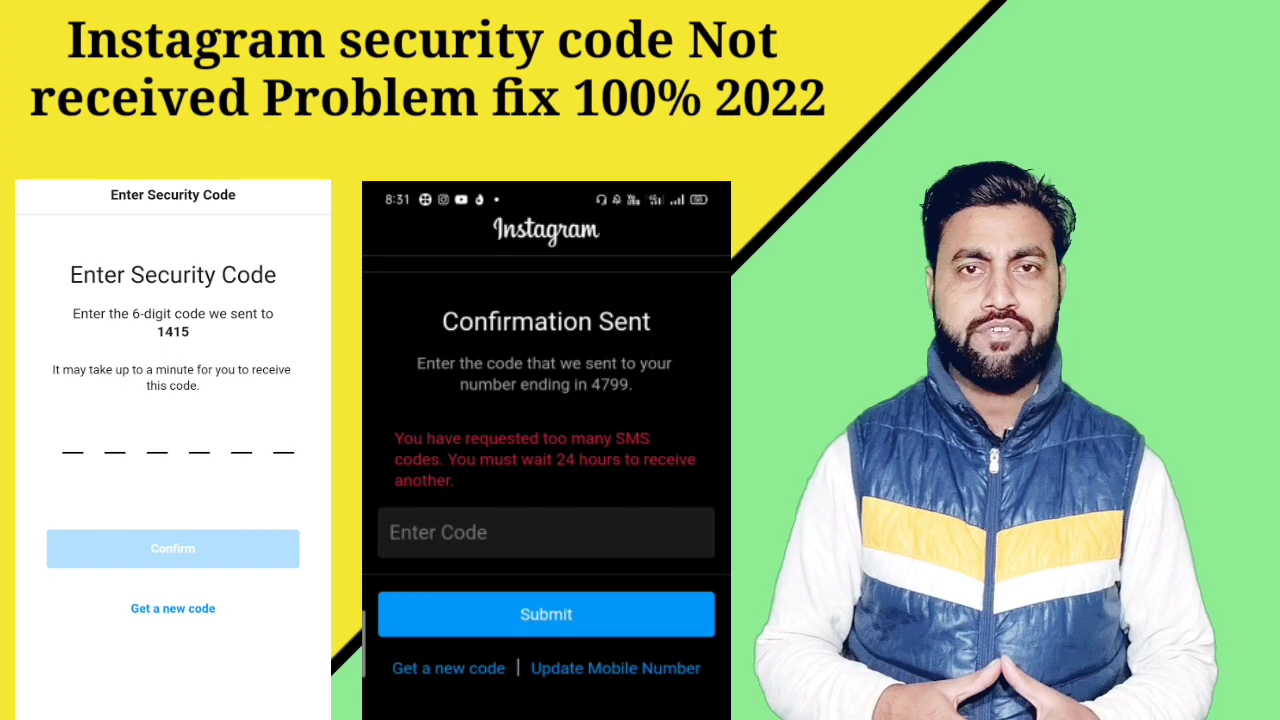 Instagram security code Not
received Problem fix 100% 2022
Enter Security Code
Enter Security Code
Enter the 6-digit code we sent to
1415
It may take up to a minute for you to receive
this code.
Confirm
Get a new code
8:31
Instagram
Confirmation Sent
Enter the code that we sent to your
number ending in 4799.
You have requested too many SMS
codes. You must wait 24 hours to receive
another.
Enter Code
Submit
Get a new code | Update Mobile Number